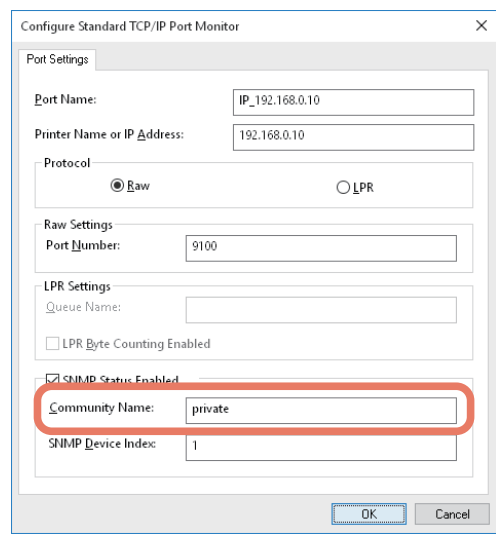 Configure Standard TCP/IP Port Monitor
Port Settings
Port Name: IP_192.168.0.10
Printer Name or IP Address: 192.168.0.10
Protocol
Raw LPR
Raw Settings
Port Number: 9100
LPR Settings
Queue Name:
LPR Byte Counting Enabled
SNMP Status Enabled
Community Name: private
SNMP Device Index: 1
OK Cancel